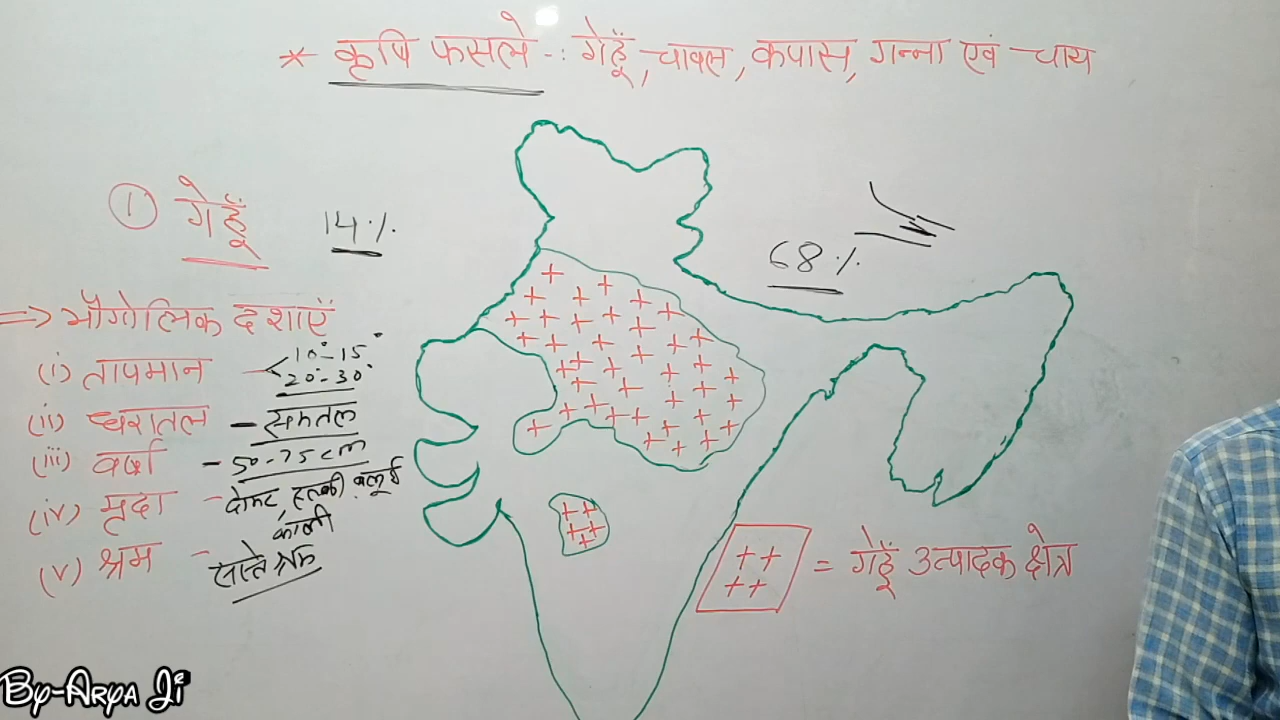 * कृषि फसले -: गेहूँ, चावल, कपास, गन्ना एवं चाय
① गेहूँ 14%
68%
=> भौगोलिक दशाएँ
(i) तापमान - 10°-15°
20°-30°
(ii) धरातल - समतल
(iii) वर्षा - 50-75 cm
(iv) मृदा - दोमट, हल्की बलूई
काली
(v) श्रम - सस्ते श्रम
= गेहूँ उत्पादक क्षेत्र
By-Arya Ji